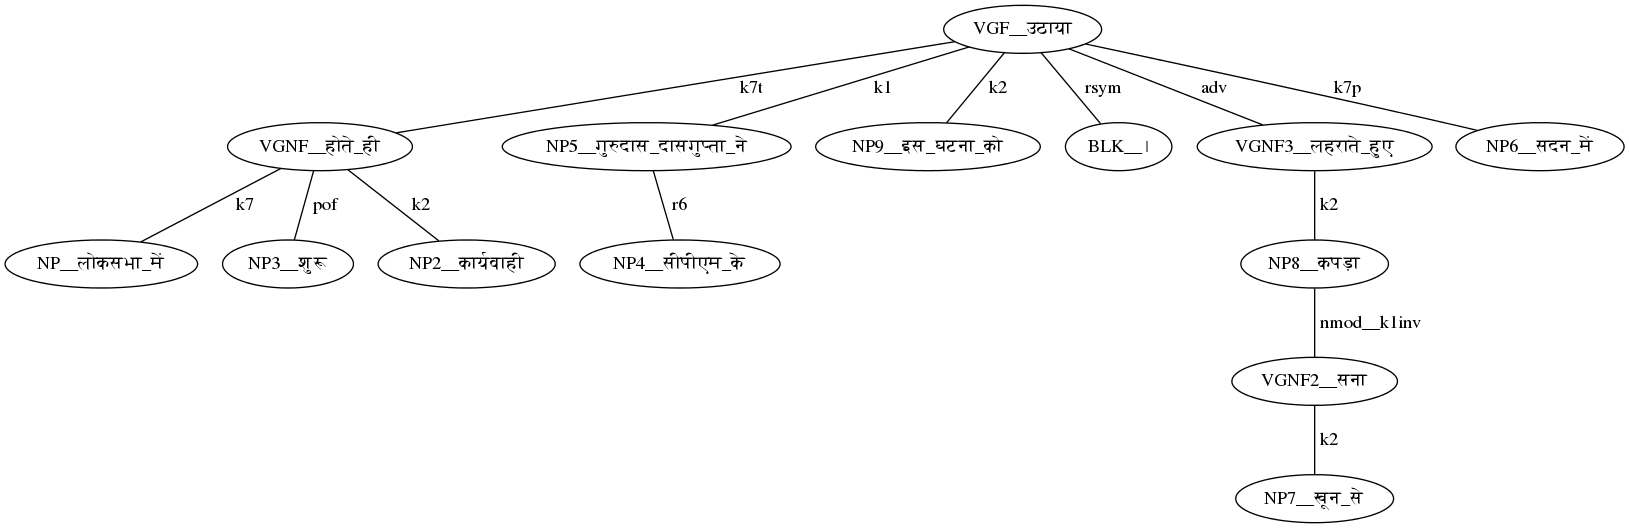 VGF__उठाया
k7t k1 k2 rsym adv k7p
VGNF__होते_ही NP5__गुरुदास_दासगुप्ता_ने NP9__इस_घटना_को BLK__। VGNF3__लहराते_हुए NP6__सदन_में
k7 pof k2 r6 k2
NP__लोकसभा_में NP3__शुरू NP2__कार्यवाही NP4__सीपीएम_के NP8__कपड़ा
nmod__k1inv
VGNF2__सना
k2
NP7__खून_से